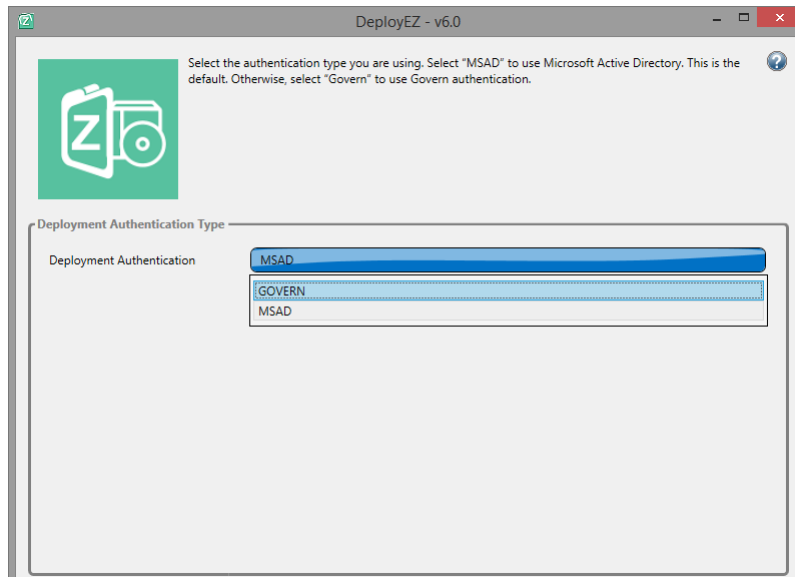 DeployEZ - v6.0
Select the authentication type you are using. Select "MSAD" to use Microsoft Active Directory. This is the
default. Otherwise, select "Govern" to use Govern authentication.
Z
Deployment Authentication Type
Deployment Authentication
MSAD
GOVERN
MSAD